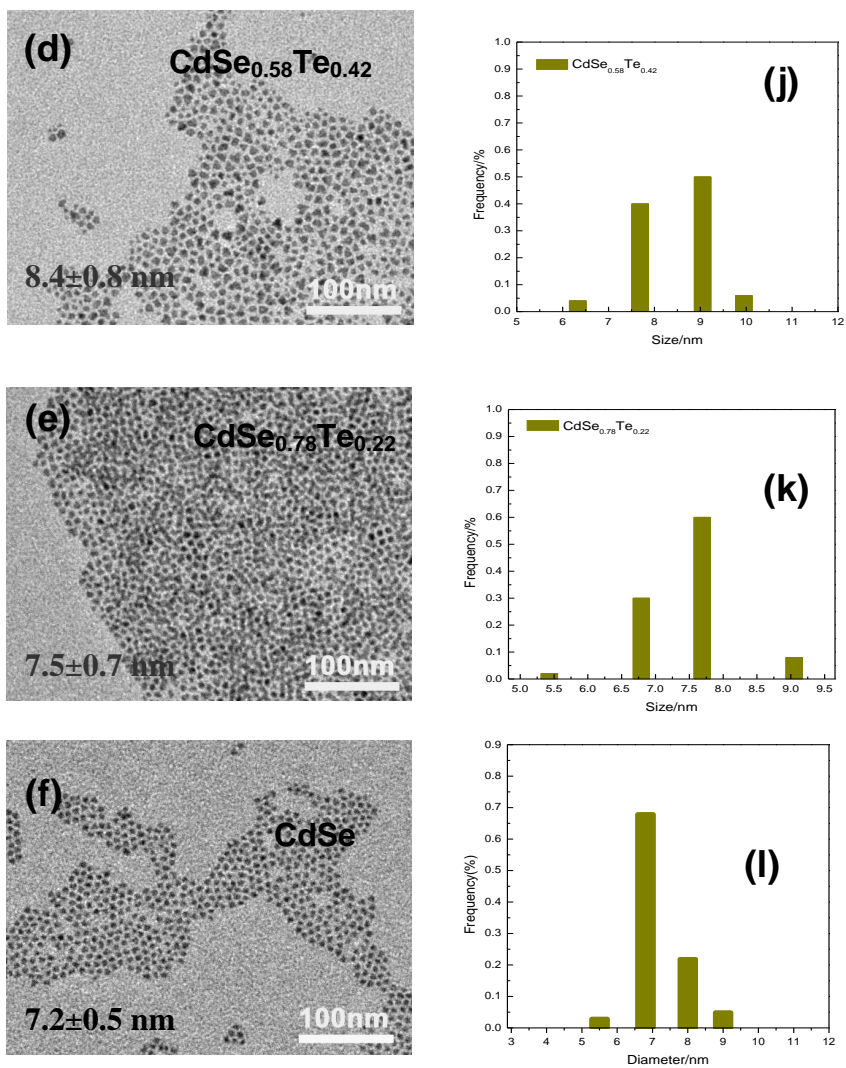 (d)
CdSe0.58Te0.42
8.4±0.8 nm
100nm
(j)
CdSe0.58Te0.42
1.0
0.9
0.8
0.7
0.6
0.5
0.4
0.3
0.2
0.1
0.0
Frequency/%
5 6 7 8 9 10 11 12
Size/nm
(e)
CdSe0.78Te0.22
7.5±0.7 nm
100nm
(k)
CdSe0.78Te0.22
1.0
0.9
0.8
0.7
0.6
0.5
0.4
0.3
0.2
0.1
0.0
Frequency/%
5.0 5.5 6.0 6.5 7.0 7.5 8.0 8.5 9.0 9.5
Size/nm
(f)
CdSe
7.2±0.5 nm
100nm
(l)
0.9
0.8
0.7
0.6
0.5
0.4
0.3
0.2
0.1
0.0
Frequency(%)
3 4 5 6 7 8 9 10 11 12
Diameter/nm